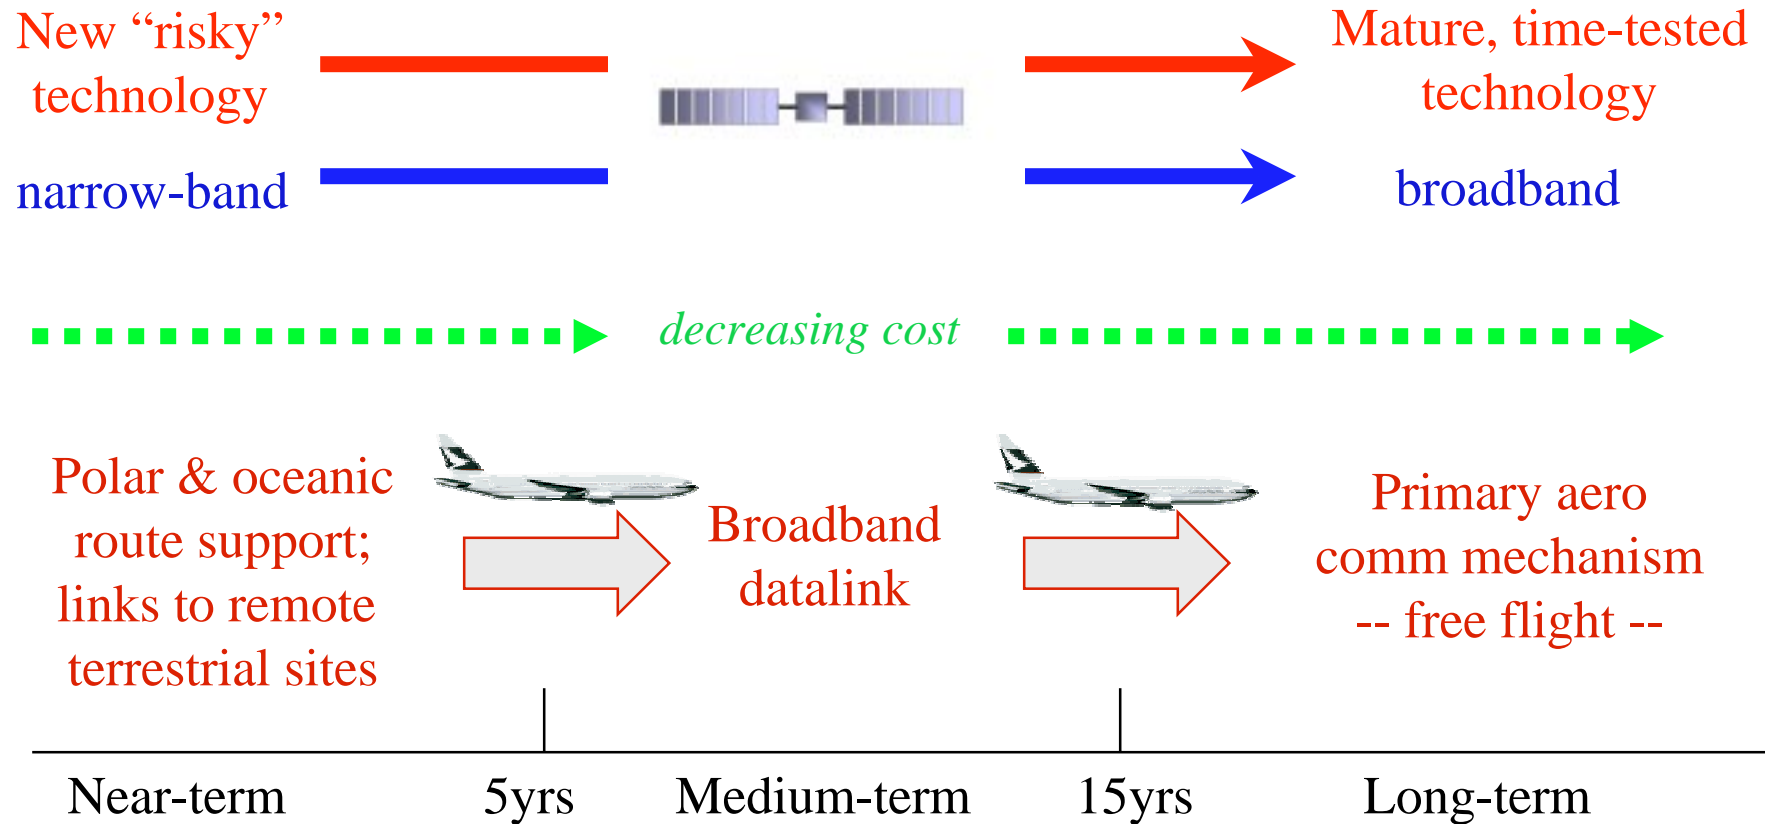 New “risky”
technology
Mature, time-tested
technology
narrow-band
broadband
decreasing cost
Polar & oceanic
route support;
links to remote
terrestrial sites
Broadband
datalink
Primary aero
comm mechanism
-- free flight --
Near-term
5yrs
Medium-term
15yrs
Long-term